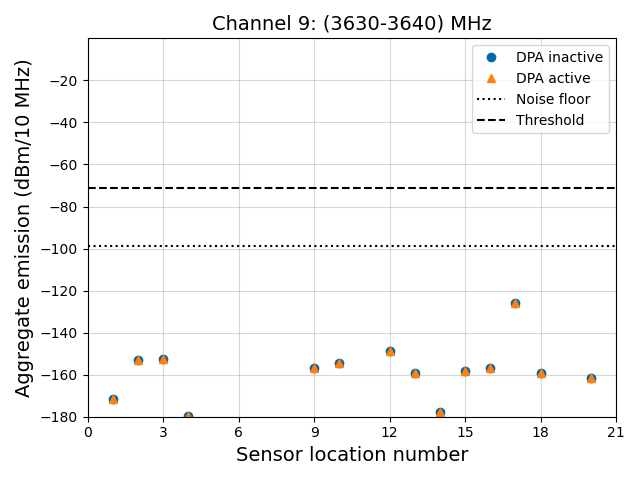 Channel 9: (3630-3640) MHz
DPA inactive
DPA active
Noise floor
Threshold
Aggregate emission (dBm/10 MHz)
−20
−40
−60
−80
−100
−120
−140
−160
−180
0 3 6 9 12 15 18 21
Sensor location number